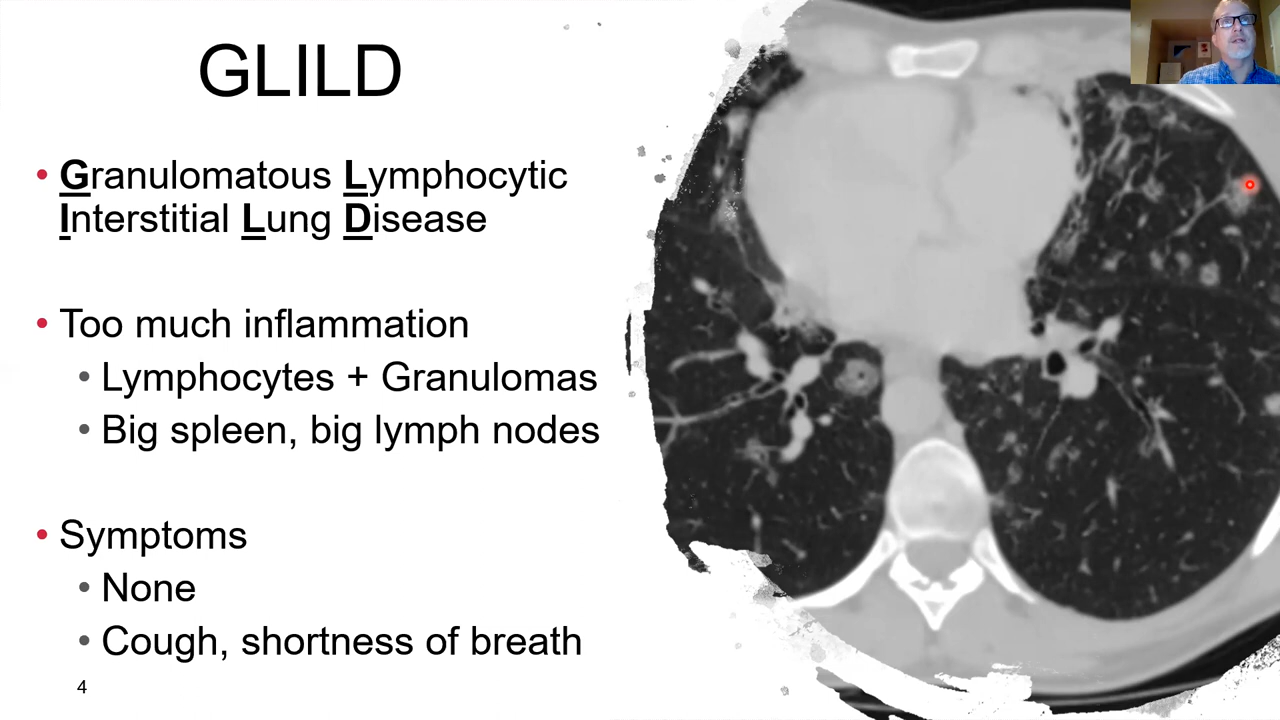 GLILD
• Granulomatous Lymphocytic
Interstitial Lung Disease
• Too much inflammation
• Lymphocytes + Granulomas
• Big spleen, big lymph nodes
• Symptoms
• None
• Cough, shortness of breath
4